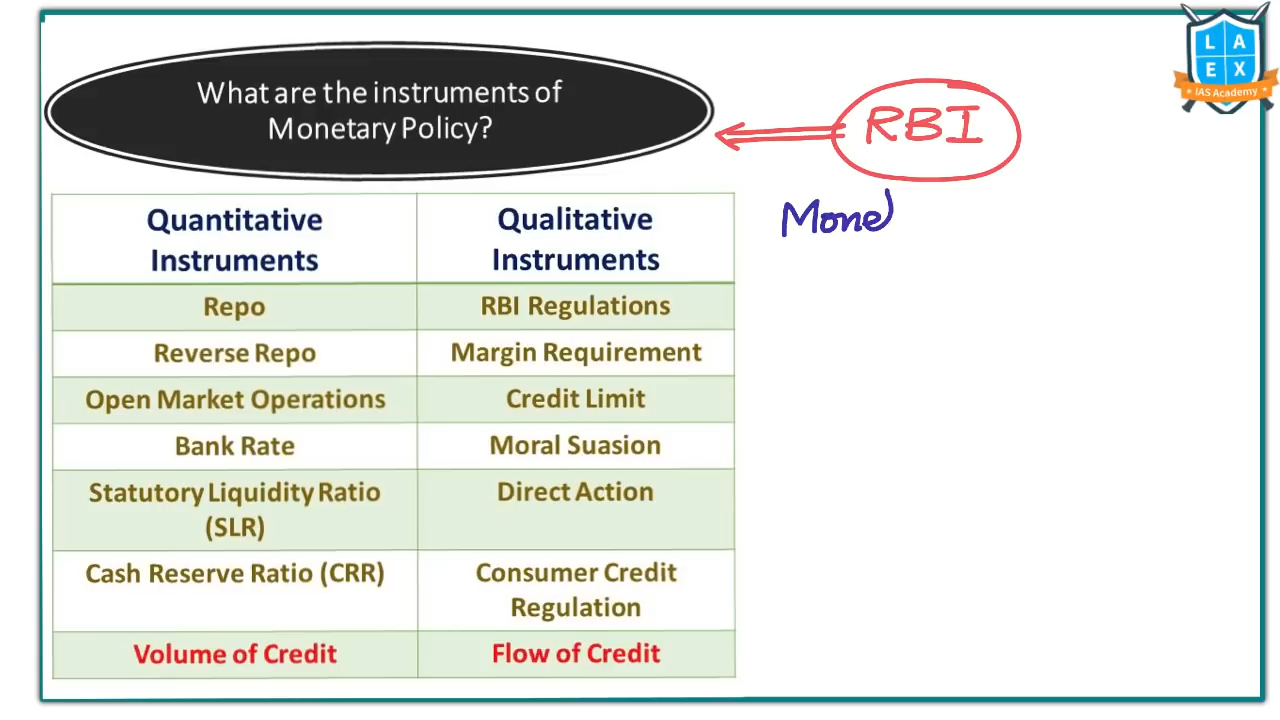 What are the instruments of
Monetary Policy?
RBI
L A
E X
IAS Academy
Mone
Quantitative
Instruments
Qualitative
Instruments
Repo
RBI Regulations
Reverse Repo
Margin Requirement
Open Market Operations
Credit Limit
Bank Rate
Moral Suasion
Statutory Liquidity Ratio
(SLR)
Direct Action
Cash Reserve Ratio (CRR)
Consumer Credit
Regulation
Volume of Credit
Flow of Credit